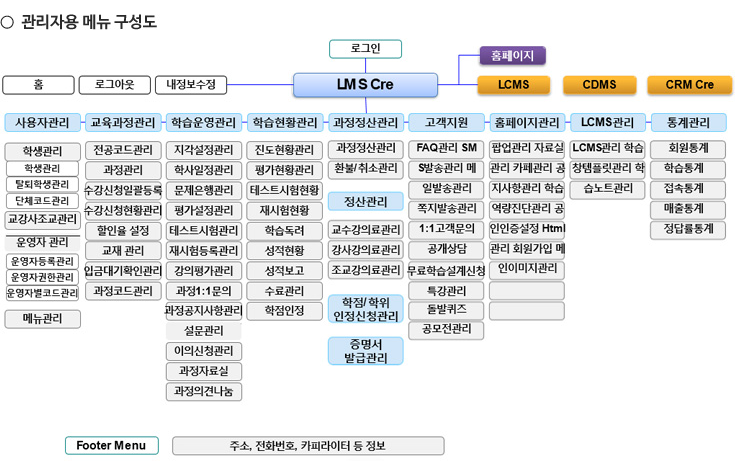 ○ 관리자용 메뉴 구성도
로그인
홈페이지
홈
로그아웃
내정보수정
LMS Cre
LCMS
CDMS
CRM Cre
사용자관리
학생관리
학생관리
탈퇴학생관리
단체코드관리
교강사조교관리
운영자 관리
운영자등록관리
운영자권한관리
운영자별코드관리
메뉴관리
교육과정관리
전공코드관리
과정관리
수강신청일괄등록
수강신청현황관리
할인율 설정
교재 관리
입금대기확인관리
과정코드관리
학습운영관리
지각설정관리
학사일정관리
문제은행관리
평가설정관리
테스트시험관리
재시험등록관리
강의평가관리
과정1:1문의
과정공지사항관리
설문관리
이의신청관리
과정자료실
과정의견나눔
학습현황관리
진도현황관리
평가현황관리
테스트시험현황
재시험현황
학습독려
성적현황
성적보고
수료관리
학점인정
과정정산관리
과정정산관리
환불/취소관리
정산관리
교수강의료관리
강사강의료관리
조교강의료관리
학점/ 학위
인정신청관리
증명서
발급관리
고객지원
FAQ관리 SM
S발송관리 메
일발송관리
쪽지발송관리
1:1고객문의
공개상담
무료학습설계신청
특강관리
돌발퀴즈
공모전관리
홈페이지관리
팝업관리 자료실
관리 카페관리 공
지사항관리 학습
역량진단관리 공
인인증설정 Html
관리 회원가입 메
인이미지관리
LCMS관리
LCMS관리 학습
창템플릿관리 학
습노트관리
통계관리
회원통계
학습통계
접속통계
매출통계
정답률통계
Footer Menu
주소, 전화번호, 카피라이터 등 정보